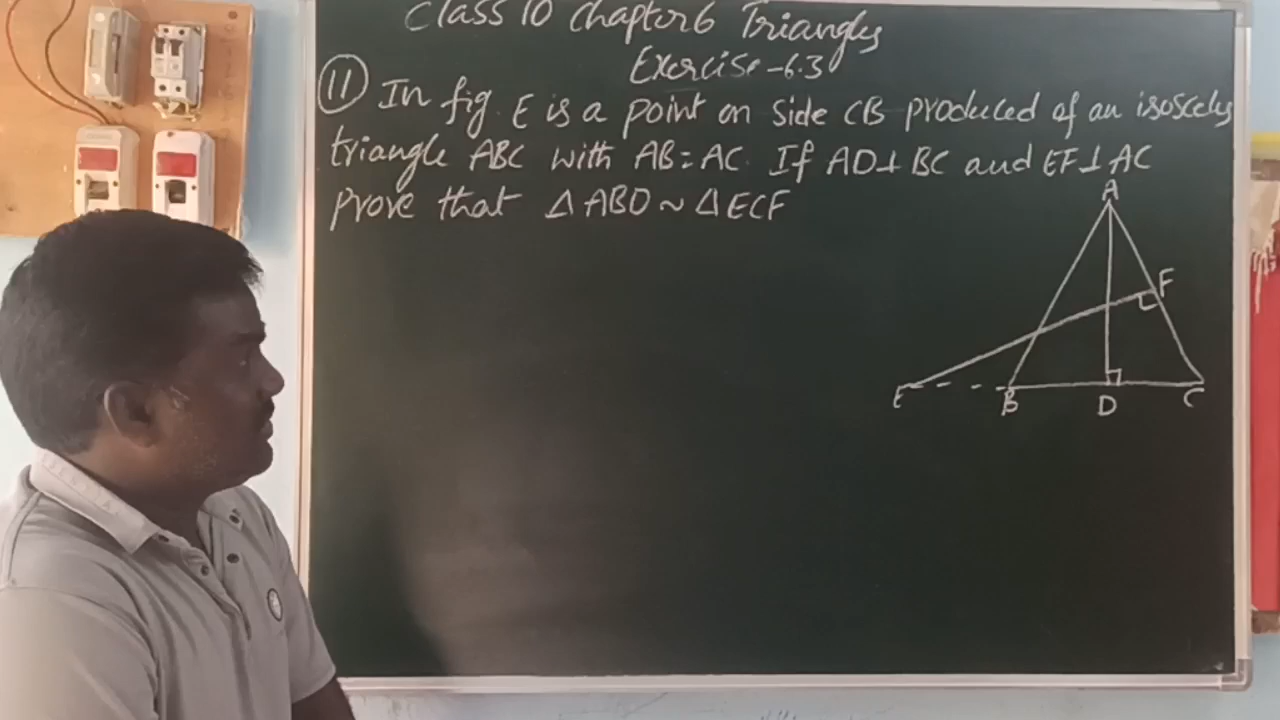 Class 10 Chapter 6 Triangles
Exercise - 6.3
11 In fig E is a point on side CB produced of an isosceles
triangle ABC with AB = AC. If AD ⊥ BC and EF ⊥ AC
Prove that △ ABD ~ △ ECF
A
F
E B D C